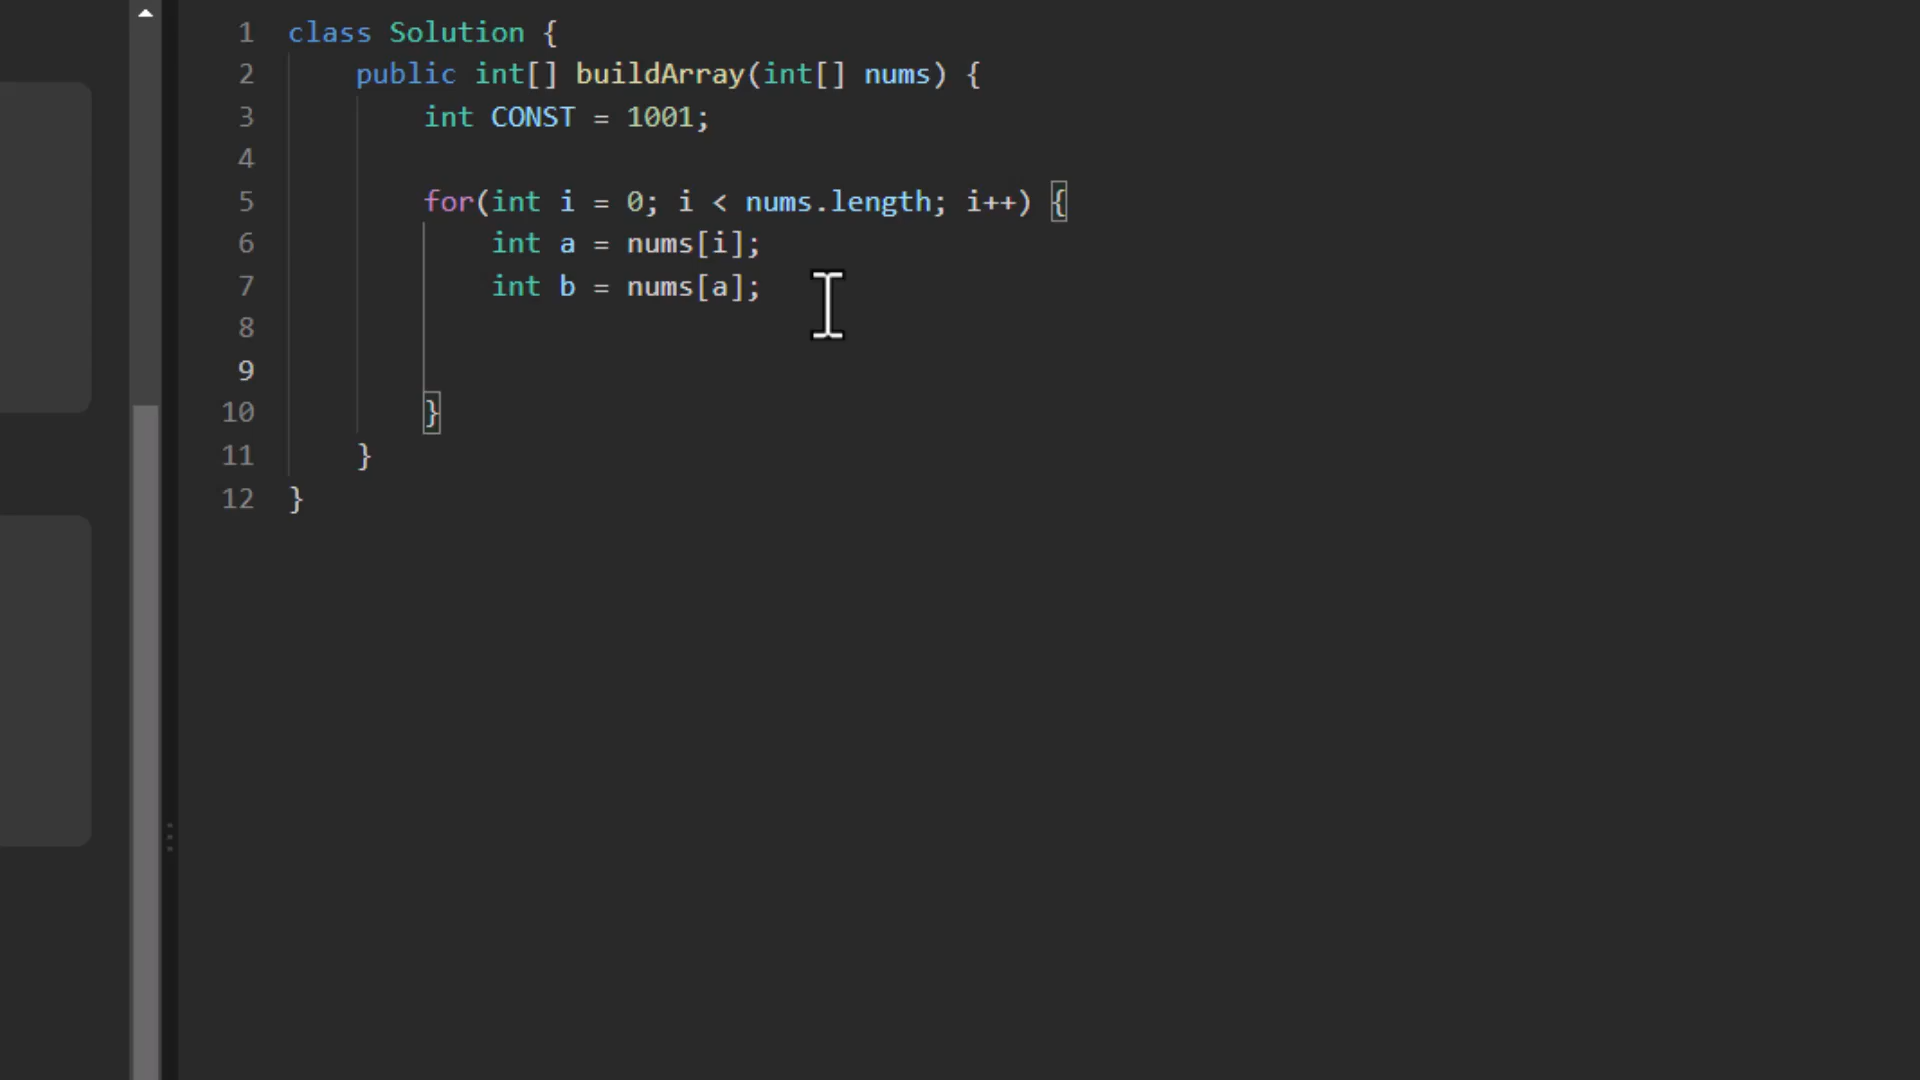 1 class Solution {
2 public int[] buildArray(int[] nums) {
3 int CONST = 1001;
4
5 for(int i = 0; i < nums.length; i++) {
6 int a = nums[i];
7 int b = nums[a];
8
9
10 }
11 }
12 }